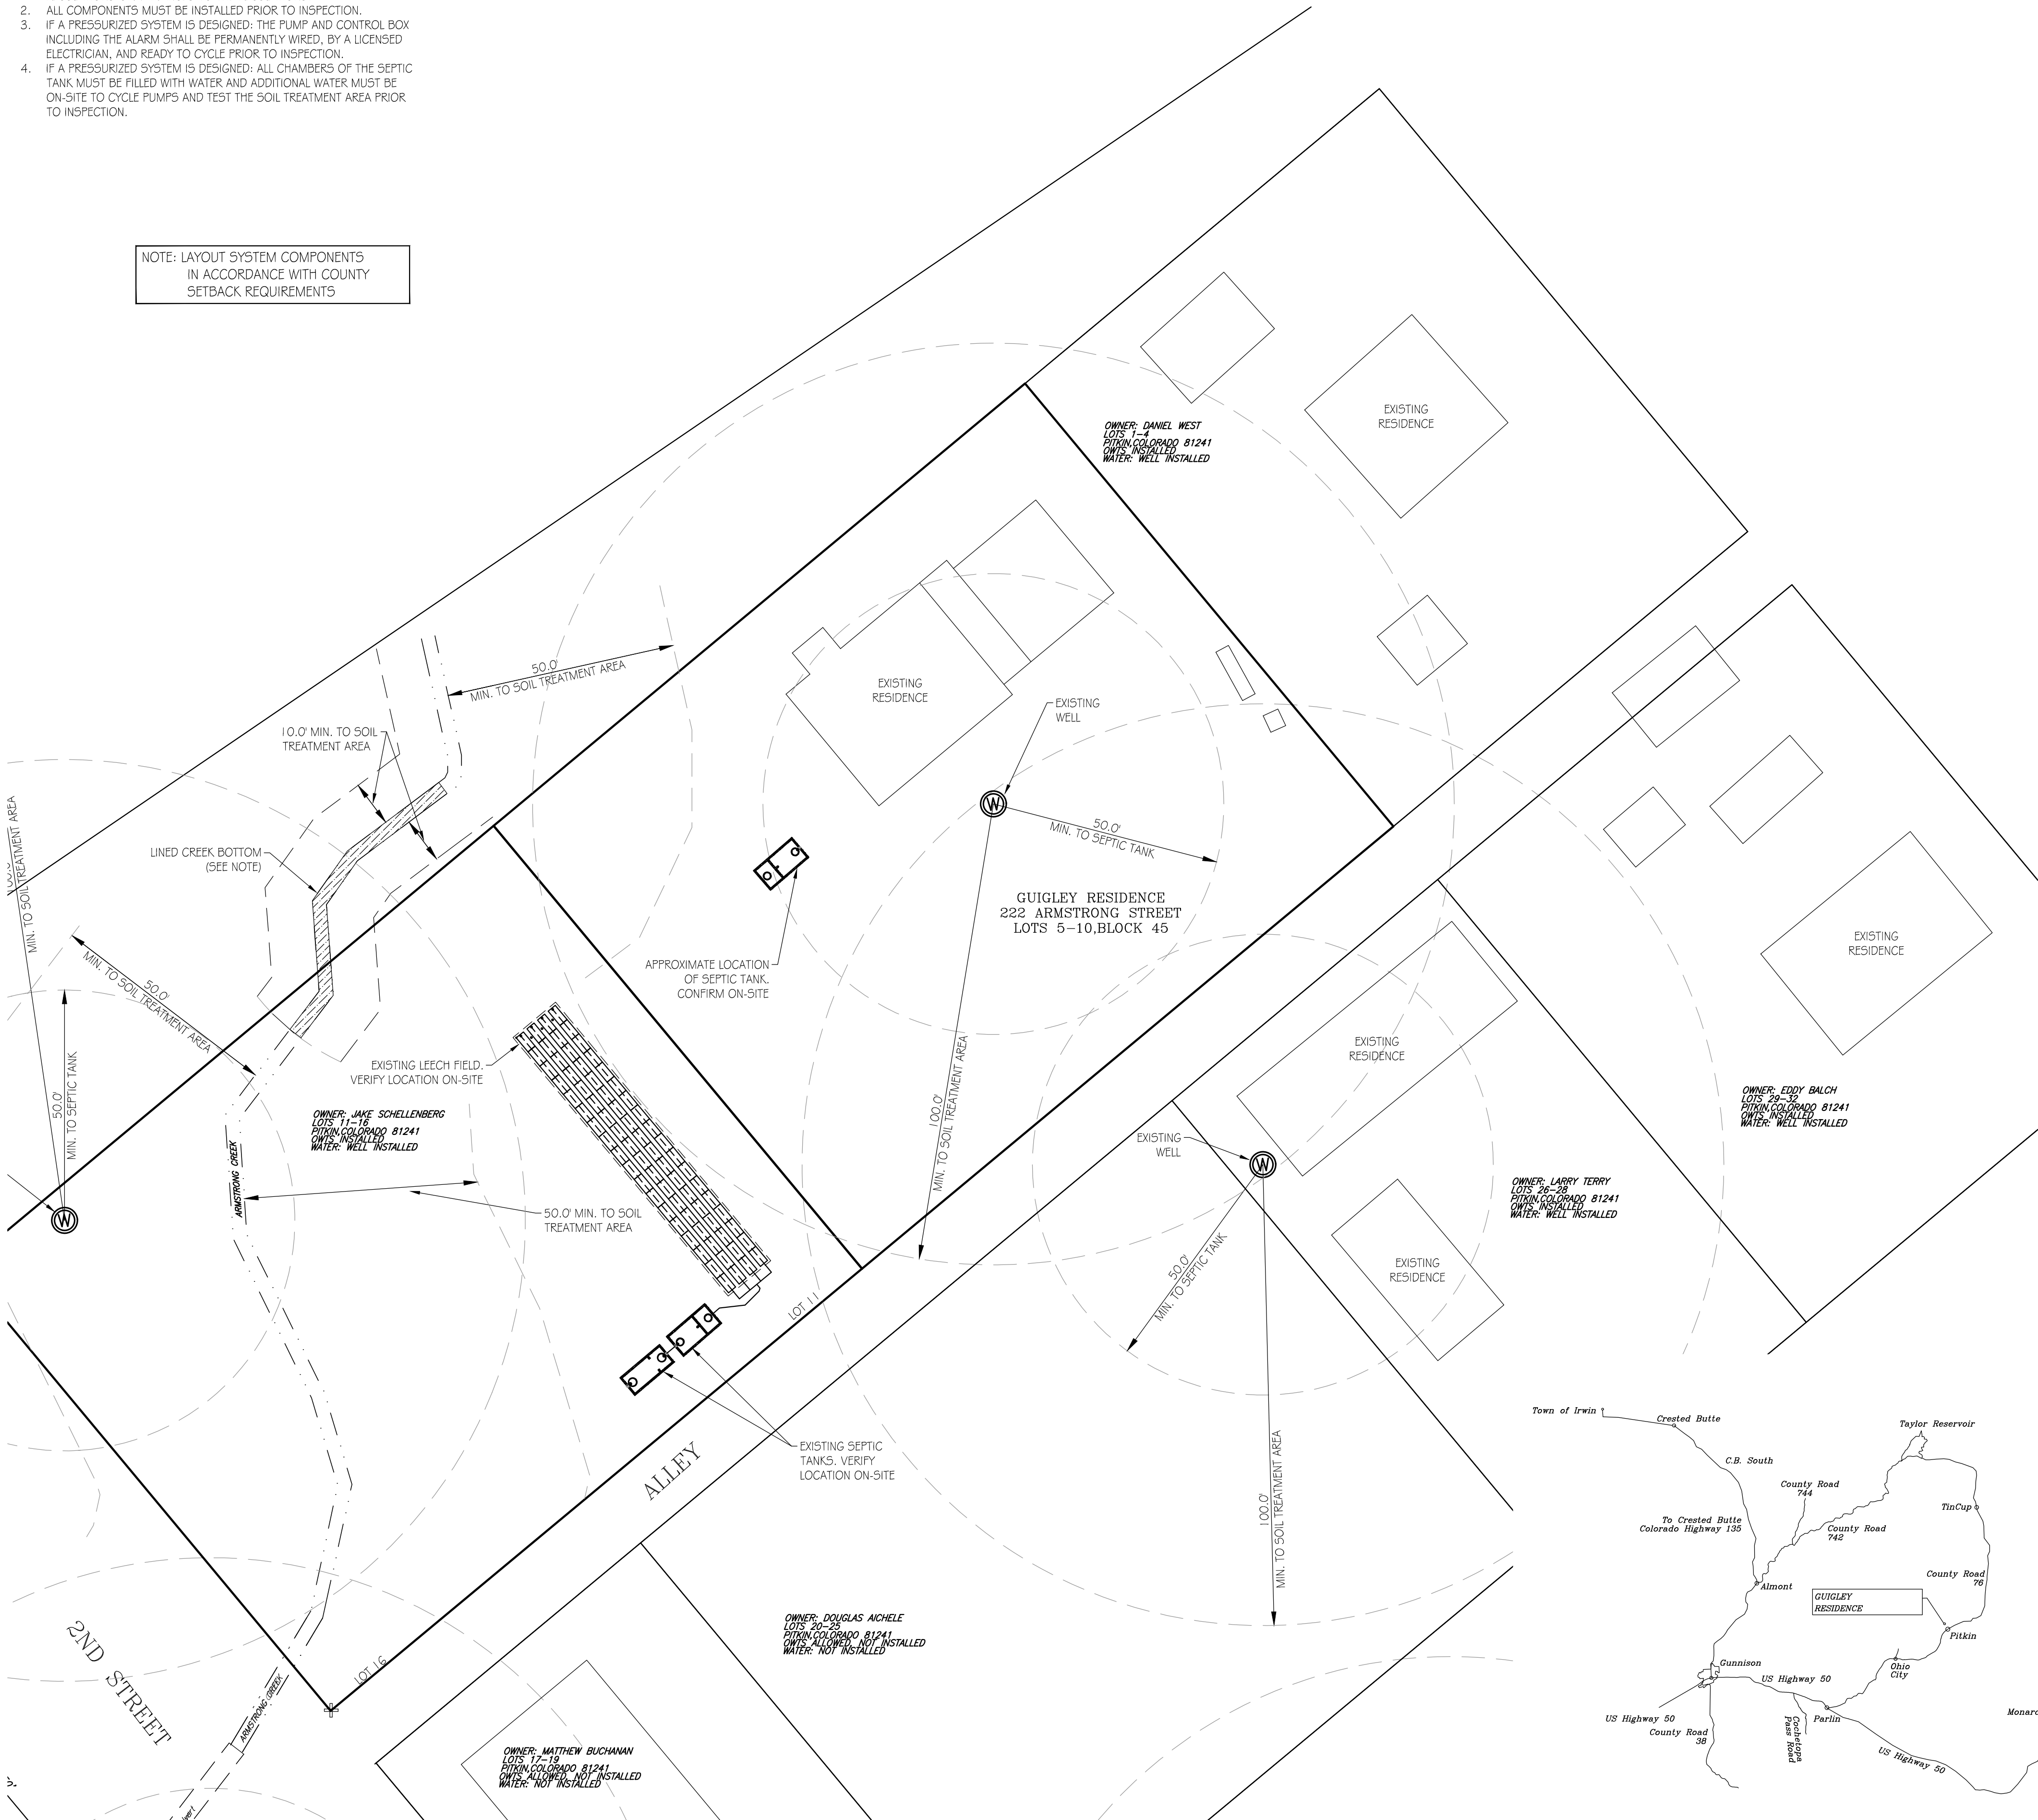 2. ALL COMPONENTS MUST BE INSTALLED PRIOR TO INSPECTION.
3. IF A PRESSURIZED SYSTEM IS DESIGNED: THE PUMP AND CONTROL BOX
INCLUDING THE ALARM SHALL BE PERMANENTLY WIRED, BY A LICENSED
ELECTRICIAN, AND READY TO CYCLE PRIOR TO INSPECTION.
4. IF A PRESSURIZED SYSTEM IS DESIGNED: ALL CHAMBERS OF THE SEPTIC
TANK MUST BE FILLED WITH WATER AND ADDITIONAL WATER MUST BE
ON-SITE TO CYCLE PUMPS AND TEST THE SOIL TREATMENT AREA PRIOR
TO INSPECTION.
NOTE: LAYOUT SYSTEM COMPONENTS
IN ACCORDANCE WITH COUNTY
SETBACK REQUIREMENTS
EXISTING
RESIDENCE
OWNER: DANIEL WEST
LOTS 1-4
PITKIN,COLORADO 81241
OWTS INSTALLED
WATER: WELL INSTALLED
50.0'
MIN. TO SOIL TREATMENT AREA
EXISTING
RESIDENCE
EXISTING
WELL
10.0' MIN. TO SOIL
TREATMENT AREA
W
50.0'
MIN. TO SEPTIC TANK
LINED CREEK BOTTOM
(SEE NOTE)
100.0'
MIN. TO SOIL TREATMENT AREA
GUIGLEY RESIDENCE
222 ARMSTRONG STREET
LOTS 5-10,BLOCK 45
APPROXIMATE LOCATION
OF SEPTIC TANK.
CONFIRM ON-SITE
EXISTING
RESIDENCE
50.0'
MIN. TO SOIL TREATMENT AREA
EXISTING LEECH FIELD.
VERIFY LOCATION ON-SITE
EXISTING
RESIDENCE
50.0'
MIN. TO SEPTIC TANK
OWNER: JAKE SCHELLENBERG
LOTS 11-16
PITKIN,COLORADO 81241
OWTS INSTALLED
WATER: WELL INSTALLED
100.0'
MIN. TO SOIL TREATMENT AREA
OWNER: EDDY BALCH
LOTS 29-32
PITKIN,COLORADO 81241
OWTS INSTALLED
WATER: WELL INSTALLED
EXISTING
WELL
W
ARMSTRONG CREEK
W
OWNER: LARRY TERRY
LOTS 26-28
PITKIN,COLORADO 81241
OWTS INSTALLED
WATER: WELL INSTALLED
50.0' MIN. TO SOIL
TREATMENT AREA
50.0'
MIN. TO SEPTIC TANK
EXISTING
RESIDENCE
LOT 11
EXISTING SEPTIC
TANKS. VERIFY
LOCATION ON-SITE
ALLEY
100.0'
MIN. TO SOIL TREATMENT AREA
Town of Irwin
Crested Butte
Taylor Reservoir
C.B. South
County Road
744
TinCup
To Crested Butte
Colorado Highway 135
County Road
742
County Road
76
Almont
GUIGLEY
RESIDENCE
Pitkin
Gunnison
Ohio
City
US Highway 50
US Highway 50
County Road
38
Cochetopa
Pass Road
Parlin
US Highway 50
2ND STREET
LOT 16
ARMSTRONG CREEK
OWNER: DOUGLAS AICHELE
LOTS 20-25
PITKIN,COLORADO 81241
OWTS ALLOWED, NOT INSTALLED
WATER: NOT INSTALLED
OWNER: MATTHEW BUCHANAN
LOTS 17-19
PITKIN,COLORADO 81241
OWTS ALLOWED, NOT INSTALLED
WATER: NOT INSTALLED